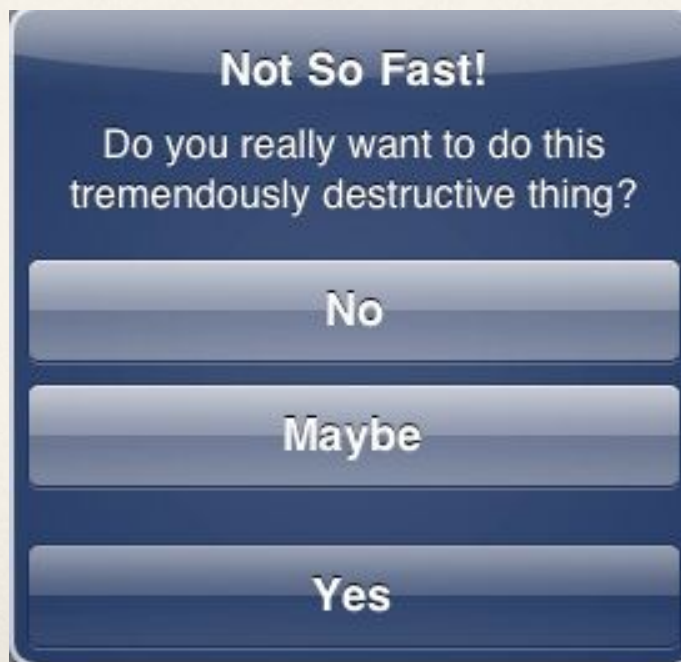 Not So Fast!
Do you really want to do this
tremendously destructive thing?
No
Maybe
Yes